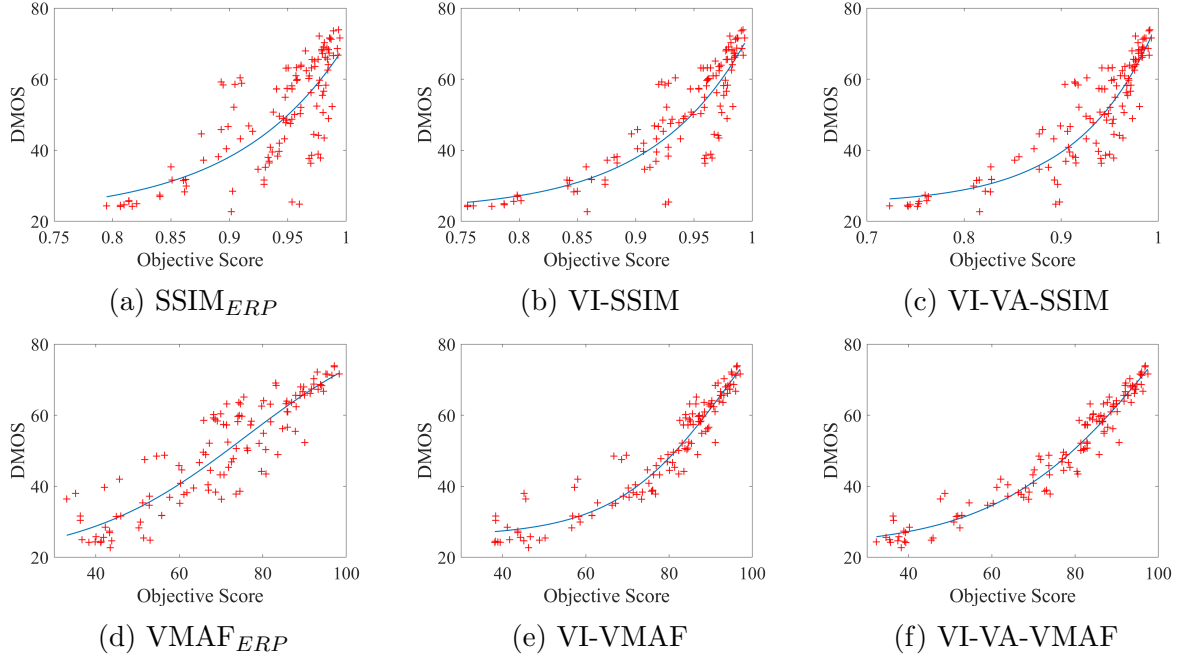 80
60
40
20
DMOS
0.75 0.8 0.85 0.9 0.95 1
Objective Score
(a) SSIM_ERP
80
60
40
20
DMOS
0.75 0.8 0.85 0.9 0.95 1
Objective Score
(b) VI-SSIM
80
60
40
20
DMOS
0.7 0.8 0.9 1
Objective Score
(c) VI-VA-SSIM
80
60
40
20
DMOS
40 60 80 100
Objective Score
(d) VMAF_ERP
80
60
40
20
DMOS
40 60 80 100
Objective Score
(e) VI-VMAF
80
60
40
20
DMOS
40 60 80 100
Objective Score
(f) VI-VA-VMAF